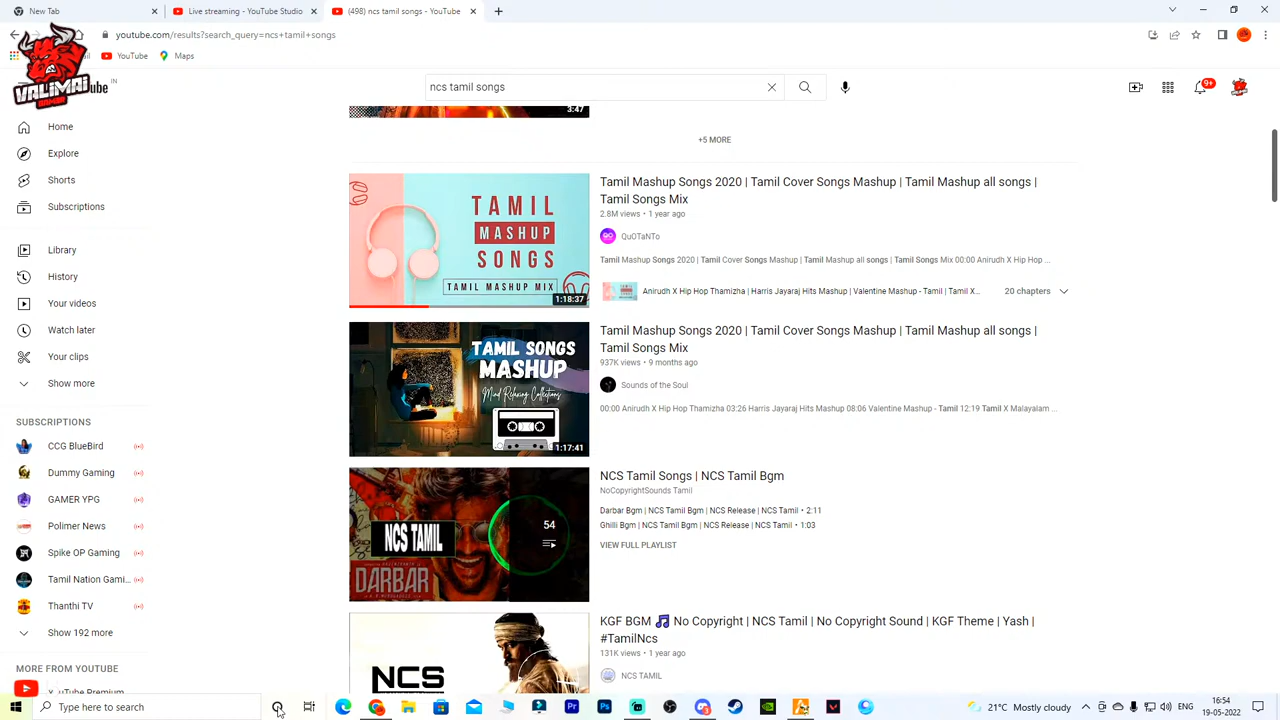 New Tab
Live streaming - YouTube Studio
(498) ncs tamil songs - YouTube
youtube.com/results?search_query=ncs+tamil+songs
YouTube
Maps
VALIMAI
GAMER
IN
ncs tamil songs
9+
Home
Explore
Shorts
Subscriptions
Library
History
Your videos
Watch later
Your clips
Show more
SUBSCRIPTIONS
CCG BlueBird
Dummy Gaming
GAMER YPG
Polimer News
Spike OP Gaming
Tamil Nation Gami...
Thanthi TV
Show 192 more
MORE FROM YOUTUBE
YouTube Premium
3:47
+5 MORE
TAMIL
MASHUP
SONGS
TAMIL MASHUP MIX
1:18:37
Tamil Mashup Songs 2020 | Tamil Cover Songs Mashup | Tamil Mashup all songs |
Tamil Songs Mix
2.8M views • 1 year ago
QuOTaNTo
Tamil Mashup Songs 2020 | Tamil Cover Songs Mashup | Tamil Mashup all songs | Tamil Songs Mix 00:00 Anirudh X Hip Hop ...
Anirudh X Hip Hop Thamizha | Harris Jayaraj Hits Mashup | Valentine Mashup - Tamil | Tamil X...
20 chapters
TAMIL SONGS
MASHUP
Mind Relaxing Collections
1:17:41
Tamil Mashup Songs 2020 | Tamil Cover Songs Mashup | Tamil Mashup all songs |
Tamil Songs Mix
937K views • 9 months ago
Sounds of the Soul
00:00 Anirudh X Hip Hop Thamizha 03:26 Harris Jayaraj Hits Mashup 08:06 Valentine Mashup - Tamil 12:19 Tamil X Malayalam ...
NCS TAMIL
DARBAR
54
NCS Tamil Songs | NCS Tamil Bgm
NoCopyrightSounds Tamil
Darbar Bgm | NCS Tamil Bgm | NCS Release | NCS Tamil • 2:11
Ghilli Bgm | NCS Tamil Bgm | NCS Release | NCS Tamil • 1:03
VIEW FULL PLAYLIST
NCS
KGF BGM 🎵 No Copyright | NCS Tamil | No Copyright Sound | KGF Theme | Yash |
#TamilNcs
131K views • 1 year ago
NCS TAMIL
Type here to search
21°C Mostly cloudy
ENG
16:54
19-05-2022